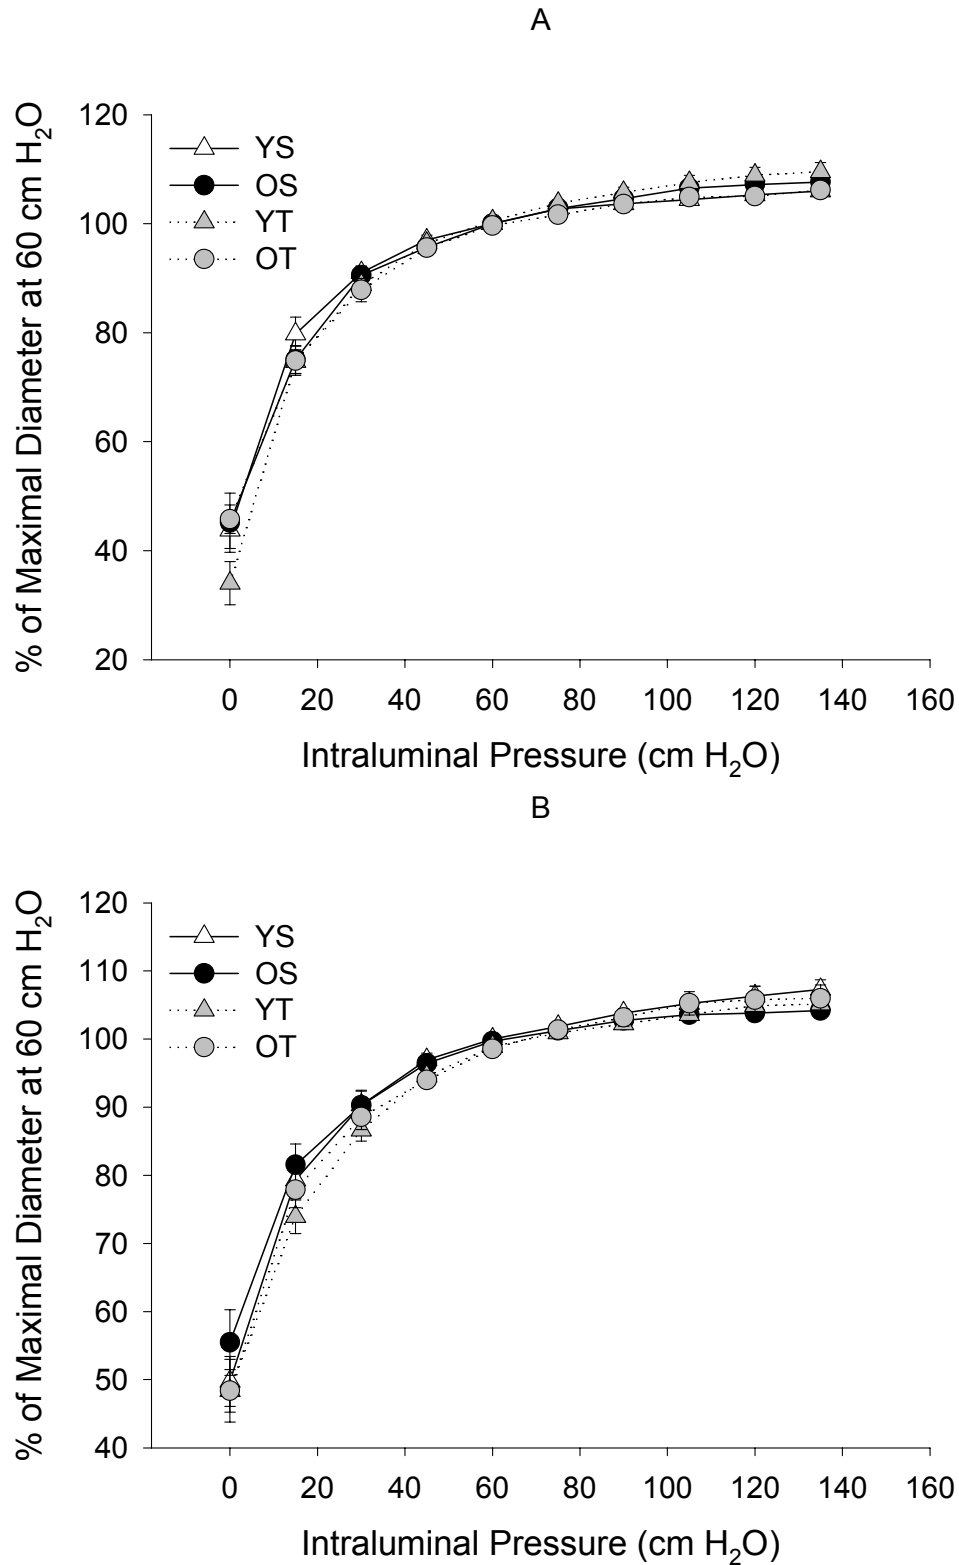 A
% of Maximal Diameter at 60 cm H₂O
120
100
80
60
40
20
YS
OS
YT
OT
0 20 40 60 80 100 120 140 160
Intraluminal Pressure (cm H₂O)
B
% of Maximal Diameter at 60 cm H₂O
120
110
100
90
80
70
60
50
40
YS
OS
YT
OT
0 20 40 60 80 100 120 140 160
Intraluminal Pressure (cm H₂O)